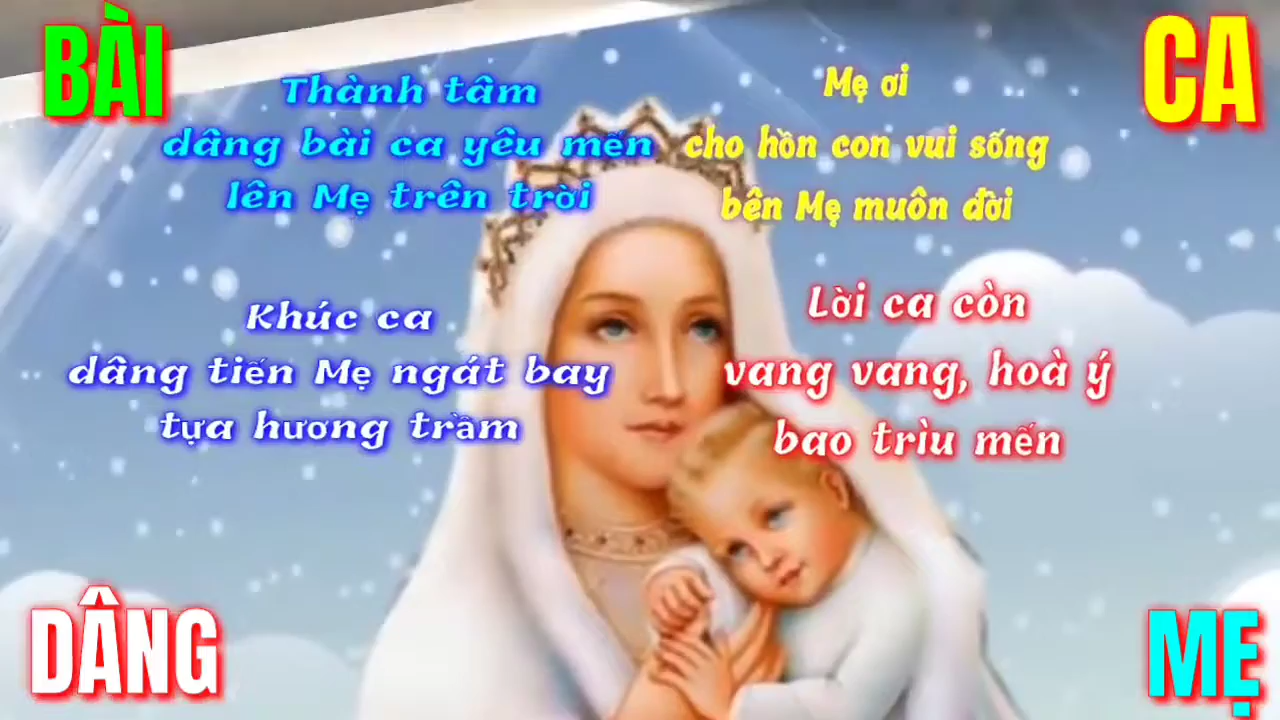 BÀI
CA
Thành tâm
dâng bài ca yêu mến
lên Mẹ trên trời
Mẹ ơi
cho hồn con vui sống
bên Mẹ muôn đời
Khúc ca
dâng tiến Mẹ ngát bay
tựa hương trầm
Lời ca còn
vang vang, hoà ý
bao trìu mến
DÂNG
MẸ